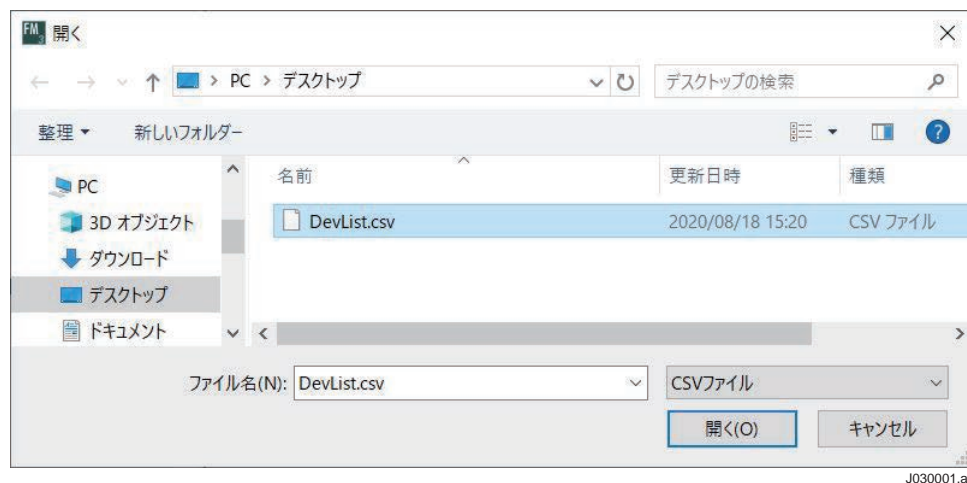 FM3 開く
PC > デスクトップ
デスクトップの検索
整理 新しいフォルダー
名前 更新日時 種類
PC
3D オブジェクト
ダウンロード
デスクトップ
ドキュメント
DevList.csv 2020/08/18 15:20 CSV ファイル
ファイル名(N): DevList.csv CSVファイル
開く(O) キャンセル
J030001.a